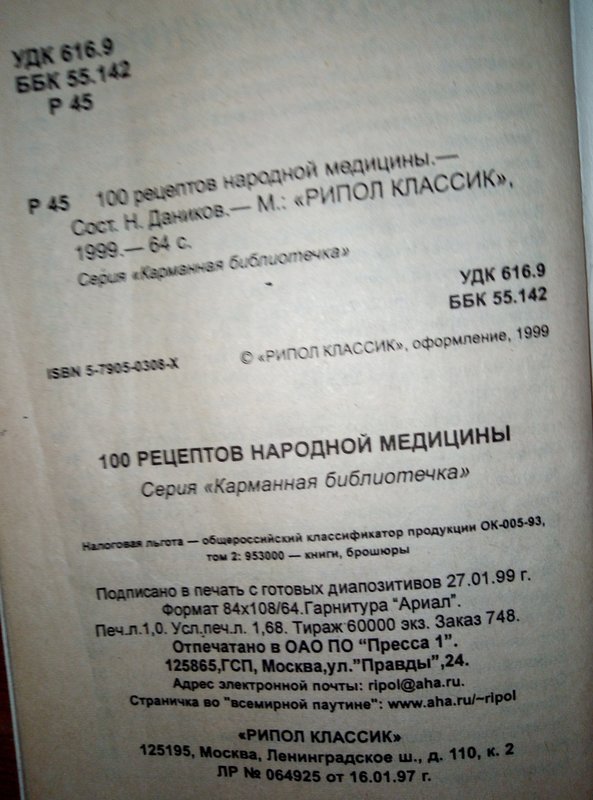 УДК 616.9
ББК 55.142
Р 45
Р 45 100 рецептов народной медицины.—
Сост. Н. Даников.— М.: «РИПОЛ КЛАССИК»,
1999.— 64 с.
Серия «Карманная библиотечка»
УДК 616.9
ББК 55.142
ISBN 5-7905-0308-X
© «РИПОЛ КЛАССИК», оформление, 1999
100 РЕЦЕПТОВ НАРОДНОЙ МЕДИЦИНЫ
Серия «Карманная библиотечка»
Налоговая льгота — общероссийский классификатор продукции ОК-005-93,
том 2: 953000 — книги, брошюры
Подписано в печать с готовых диапозитивов 27.01.99 г.
Формат 84х108/64.Гарнитура "Ариал".
Печ.л.1,0. Усл.печ.л. 1,68. Тираж 60000 экз. Заказ 748.
Отпечатано в ОАО ПО "Пресса 1".
125865,ГСП, Москва,ул."Правды",24.
Адрес электронной почты: ripol@aha.ru.
Страничка во "всемирной паутине": www.aha.ru/~ripol
«РИПОЛ КЛАССИК»
125195, Москва, Ленинградское ш., д. 110, к. 2
ЛР № 064925 от 16.01.97 г.